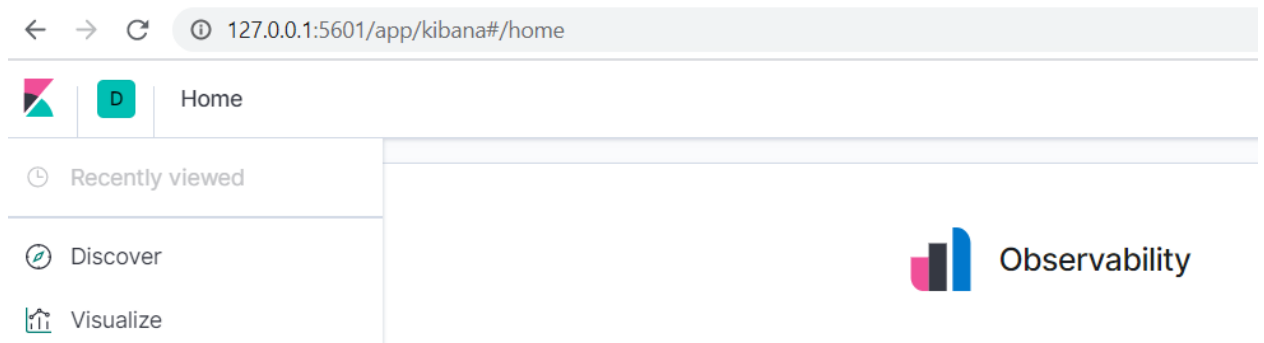 127.0.0.1:5601/app/kibana#/home
D
Home
Recently viewed
Discover
Visualize
Observability